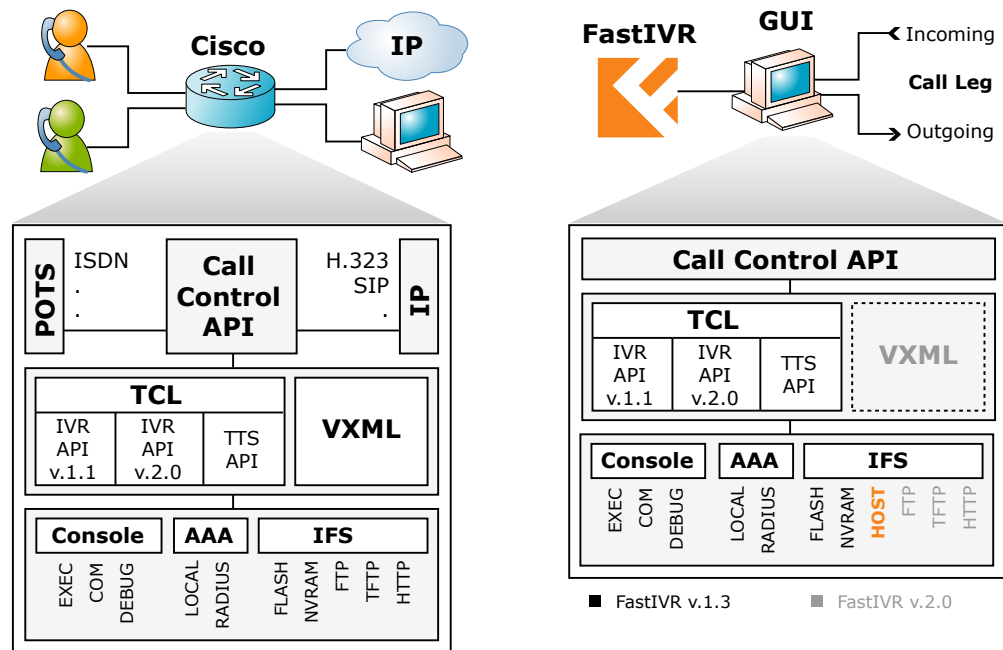 Cisco
IP
POTS
ISDN
.
.
Call
Control
API
H.323
SIP
.
IP
TCL
IVR
API
v.1.1
IVR
API
v.2.0
TTS
API
VXML
Console
AAA
IFS
EXEC
COM
DEBUG
LOCAL
RADIUS
FLASH
NVRAM
FTP
TFTP
HTTP
FastIVR
GUI
Incoming
Call Leg
Outgoing
Call Control API
TCL
IVR
API
v.1.1
IVR
API
v.2.0
TTS
API
VXML
Console
AAA
IFS
EXEC
COM
DEBUG
LOCAL
RADIUS
FLASH
NVRAM
HOST
FTP
TFTP
HTTP
FastIVR v.1.3
FastIVR v.2.0